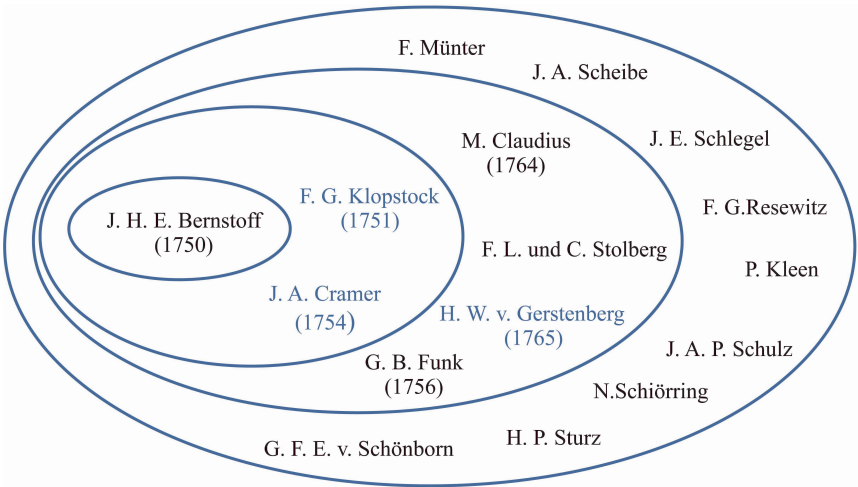 F. Münter
J. A. Scheibe
M. Claudius
(1764)
J. E. Schlegel
F. G. Klopstock
(1751)
J. H. E. Bernstoff
(1750)
F. G.Resewitz
F. L. und C. Stolberg
P. Kleen
J. A. Cramer
(1754)
H. W. v. Gerstenberg
(1765)
J. A. P. Schulz
G. B. Funk
(1756)
N.Schiörring
H. P. Sturz
G. F. E. v. Schönborn